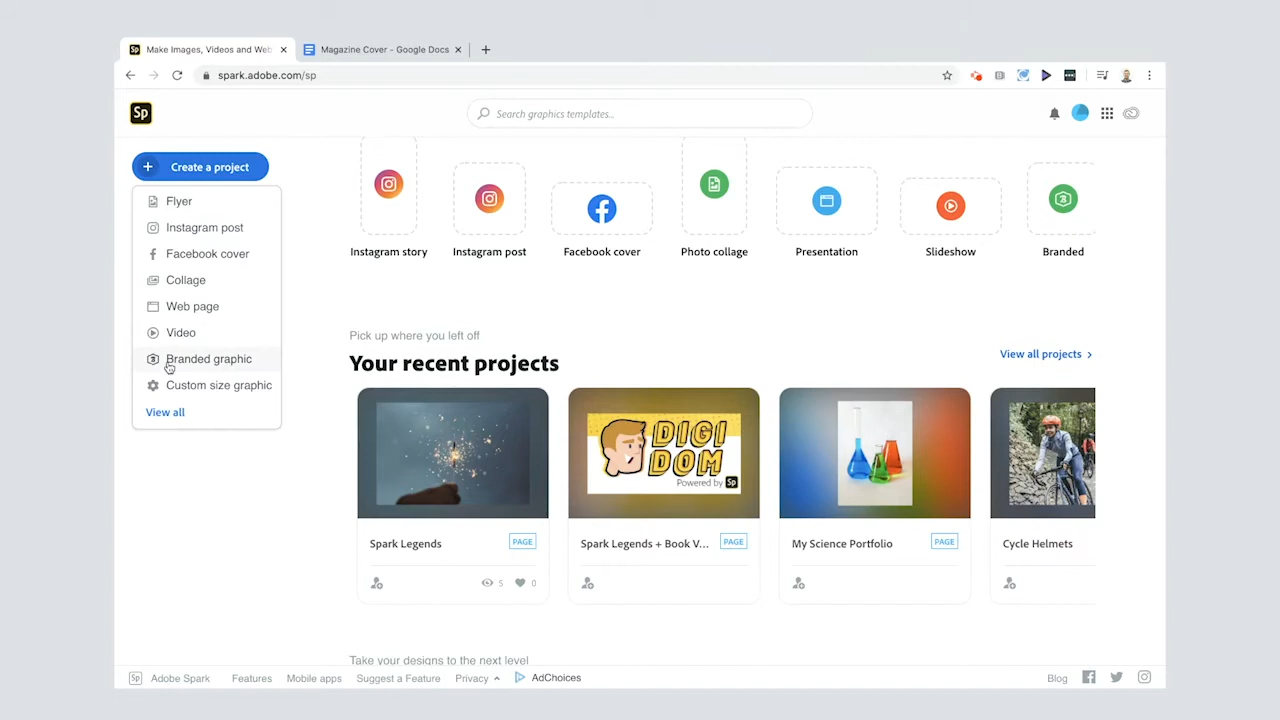 Make Images, Videos and Web
Magazine Cover - Google Docs
spark.adobe.com/sp
Sp
Search graphics templates...
Create a project
Flyer
Instagram post
Facebook cover
Collage
Web page
Video
Branded graphic
Custom size graphic
View all
Instagram story
Instagram post
Facebook cover
Photo collage
Presentation
Slideshow
Branded
Pick up where you left off
Your recent projects
View all projects
DIGI
DOM
Powered by Sp
Spark Legends
PAGE
5
0
Spark Legends + Book V...
PAGE
My Science Portfolio
PAGE
Cycle Helmets
Take your designs to the next level
Sp
Adobe Spark
Features
Mobile apps
Suggest a Feature
Privacy
AdChoices
Blog